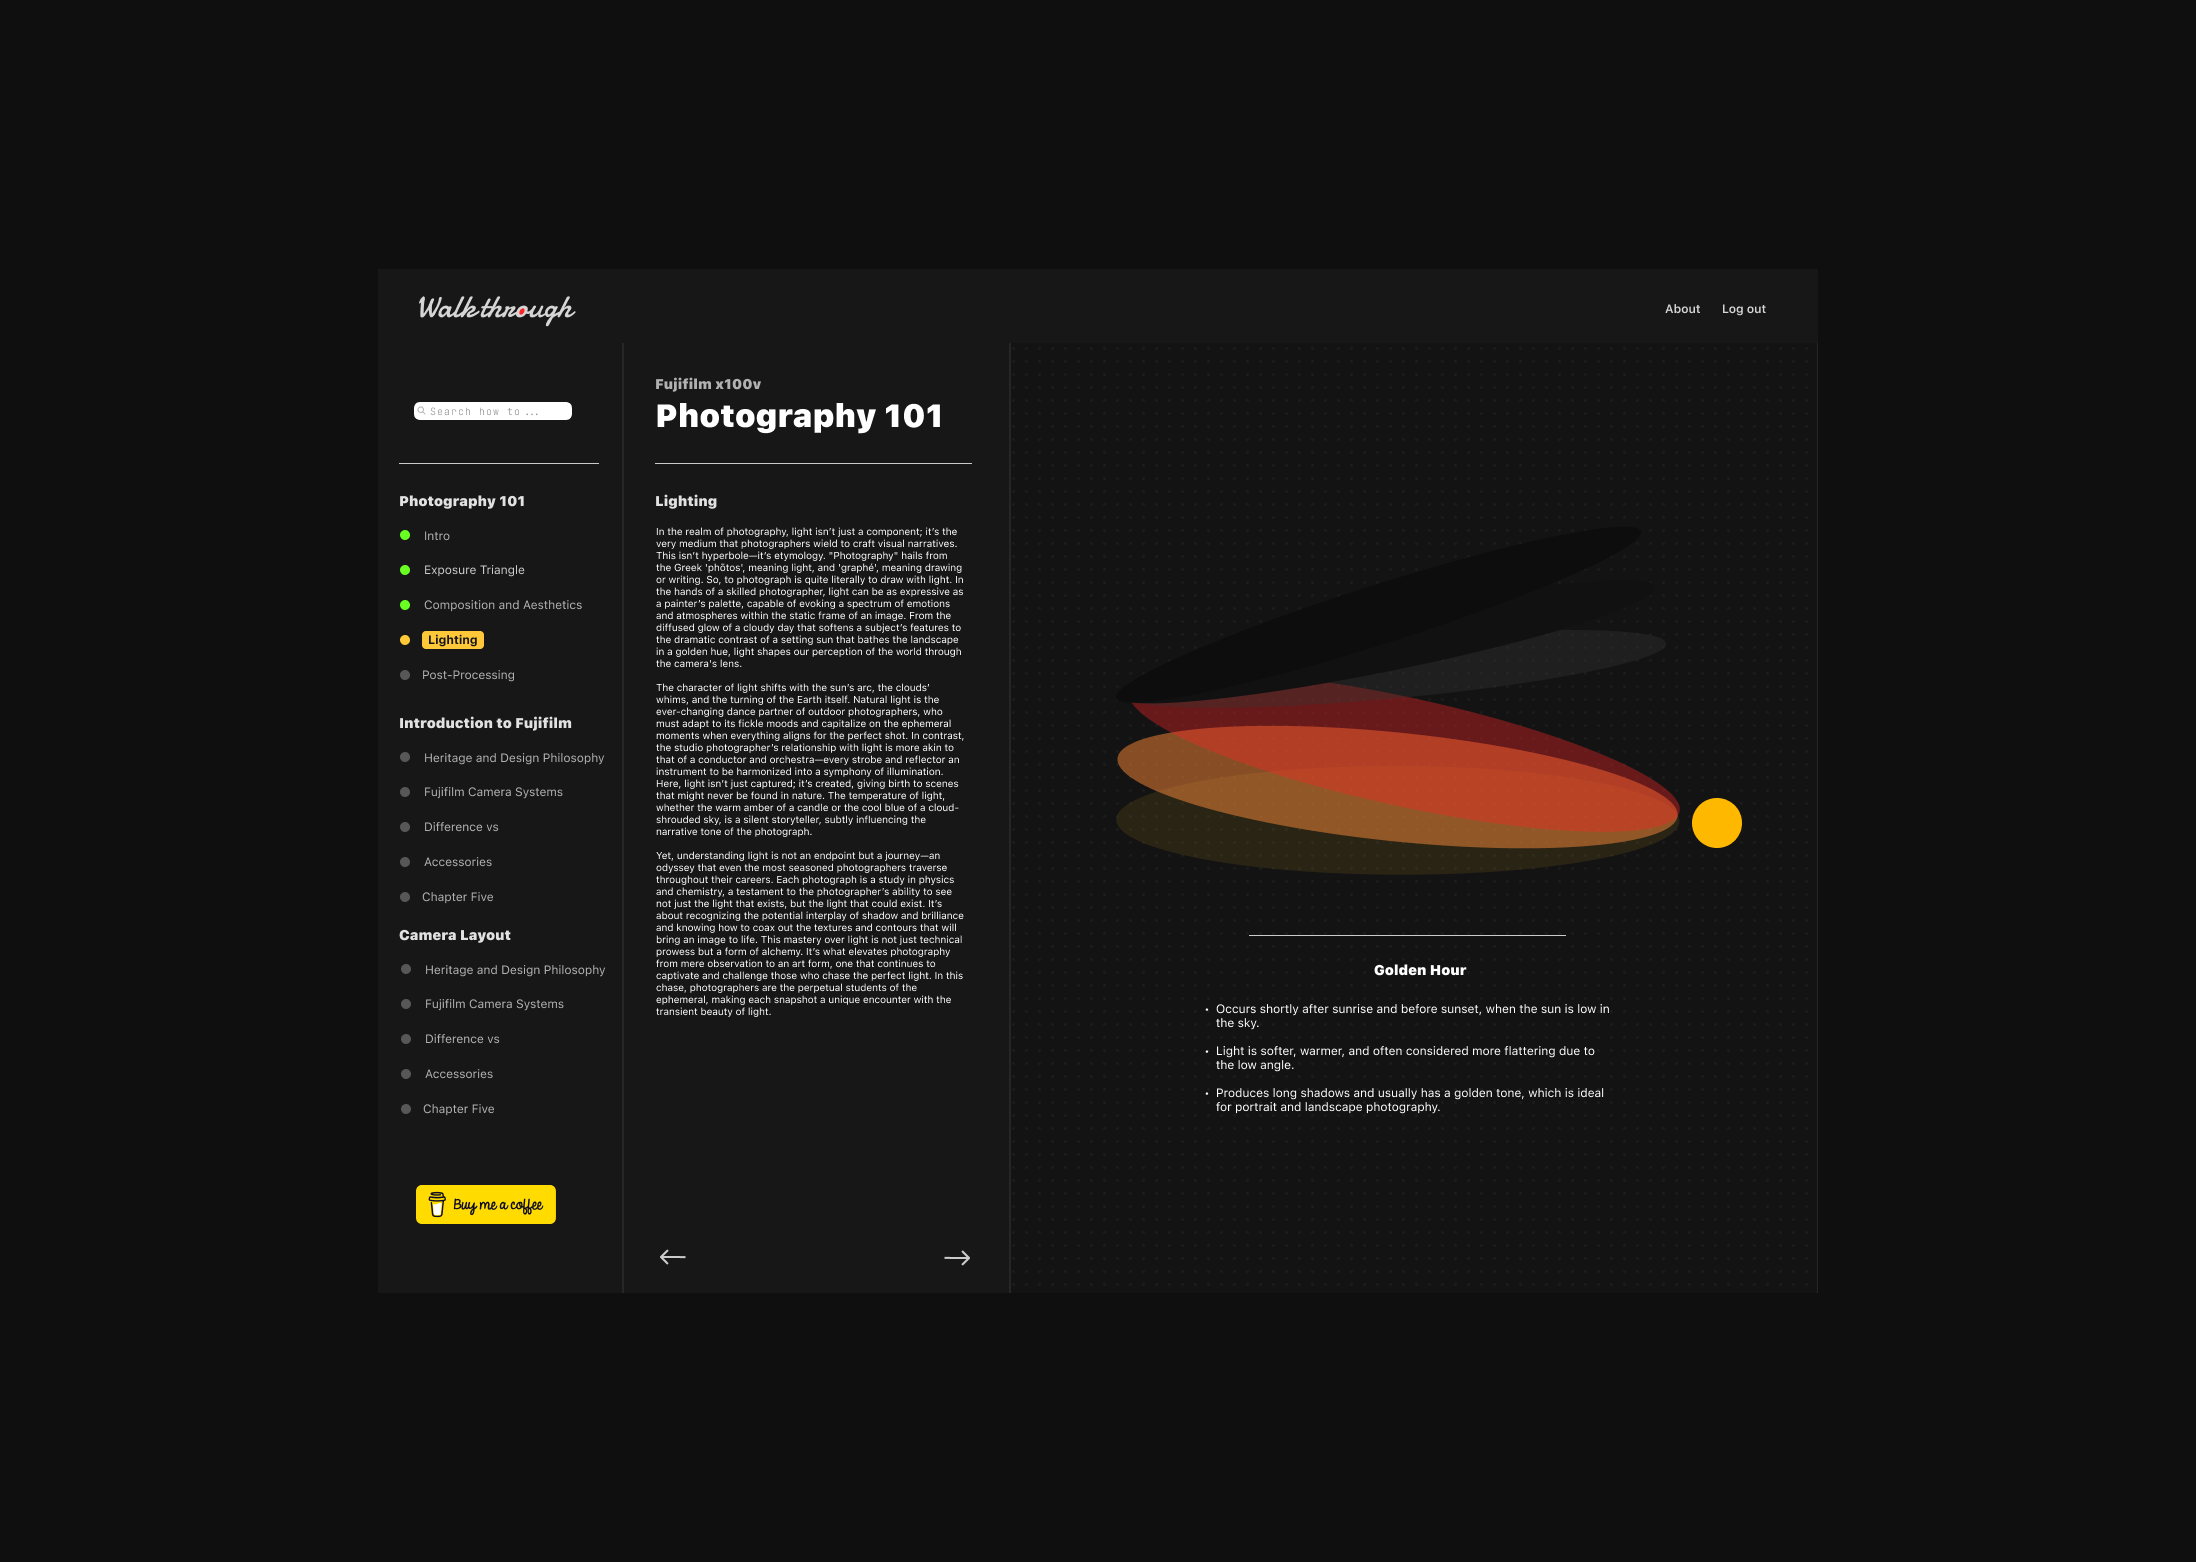 Walkthrough
About
Log out
Search how to ...
Photography 101
Intro
Exposure Triangle
Composition and Aesthetics
Lighting
Post-Processing
Introduction to Fujifilm
Heritage and Design Philosophy
Fujifilm Camera Systems
Difference vs
Accessories
Chapter Five
Camera Layout
Heritage and Design Philosophy
Fujifilm Camera Systems
Difference vs
Accessories
Chapter Five
Buy me a coffee
Fujifilm x100v
Photography 101
Lighting
In the realm of photography, light isn’t just a component; it’s the
very medium that photographers wield to craft visual narratives.
This isn’t hyperbole—it’s etymology. "Photography" hails from
the Greek 'phōtos', meaning light, and 'graphé', meaning drawing
or writing. So, to photograph is quite literally to draw with light. In
the hands of a skilled photographer, light can be as expressive as
a painter’s palette, capable of evoking a spectrum of emotions
and atmospheres within the static frame of an image. From the
diffused glow of a cloudy day that softens a subject’s features to
the dramatic contrast of a setting sun that bathes the landscape
in a golden hue, light shapes our perception of the world through
the camera's lens.
The character of light shifts with the sun’s arc, the clouds’
whims, and the turning of the Earth itself. Natural light is the
ever-changing dance partner of outdoor photographers, who
must adapt to its fickle moods and capitalize on the ephemeral
moments when everything aligns for the perfect shot. In contrast,
the studio photographer’s relationship with light is more akin to
that of a conductor and orchestra—every strobe and reflector an
instrument to be harmonized into a symphony of illumination.
Here, light isn’t just captured; it’s created, giving birth to scenes
that might never be found in nature. The temperature of light,
whether the warm amber of a candle or the cool blue of a cloud-
shrouded sky, is a silent storyteller, subtly influencing the
narrative tone of the photograph.
Yet, understanding light is not an endpoint but a journey—an
odyssey that even the most seasoned photographers traverse
throughout their careers. Each photograph is a study in physics
and chemistry, a testament to the photographer’s ability to see
not just the light that exists, but the light that could exist. It’s
about recognizing the potential interplay of shadow and brilliance
and knowing how to coax out the textures and contours that will
bring an image to life. This mastery over light is not just technical
prowess but a form of alchemy. It’s what elevates photography
from mere observation to an art form, one that continues to
captivate and challenge those who chase the perfect light. In this
chase, photographers are the perpetual students of the
ephemeral, making each snapshot a unique encounter with the
transient beauty of light.
Golden Hour
• Occurs shortly after sunrise and before sunset, when the sun is low in
the sky.
• Light is softer, warmer, and often considered more flattering due to
the low angle.
• Produces long shadows and usually has a golden tone, which is ideal
for portrait and landscape photography.